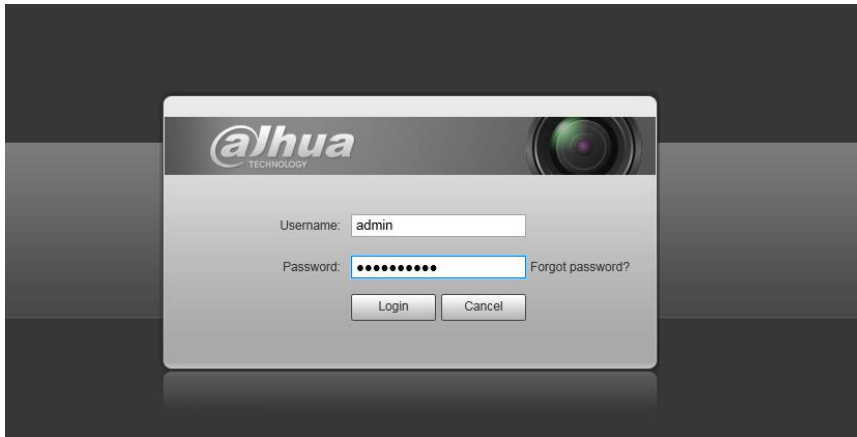 alhua
TECHNOLOGY
Username: admin
Password: ●●●●●●●●●● Forgot password?
Login Cancel